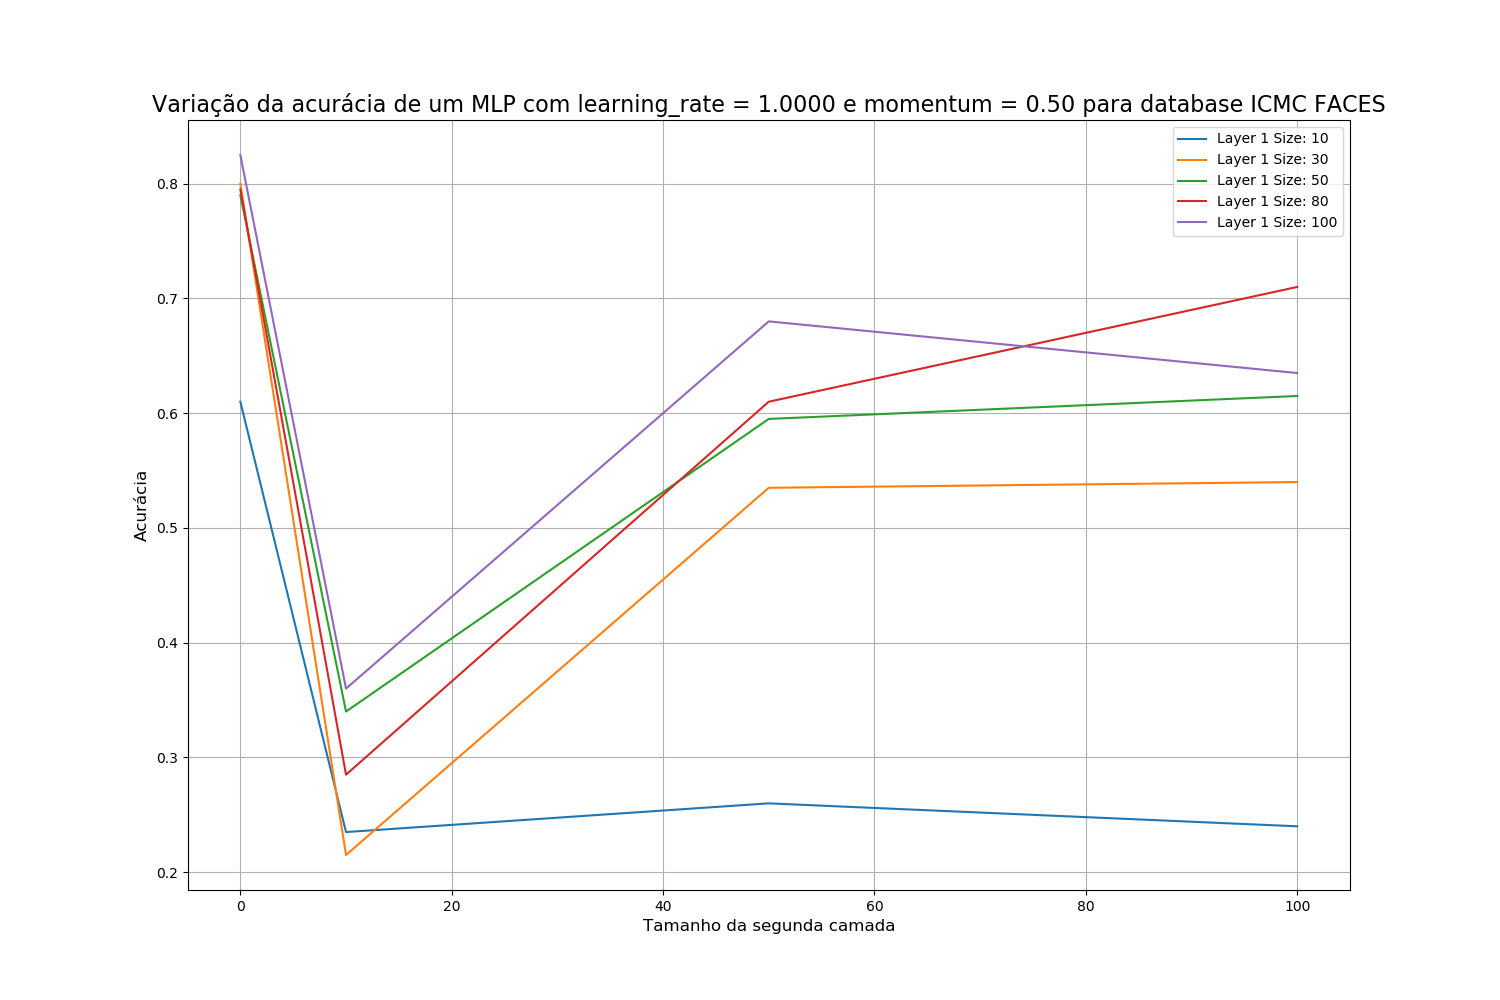 Variação da acurácia de um MLP com learning_rate = 1.0000 e momentum = 0.50 para database ICMC FACES
Layer 1 Size: 10
Layer 1 Size: 30
Layer 1 Size: 50
Layer 1 Size: 80
Layer 1 Size: 100
0.8
0.7
0.6
0.5
0.4
0.3
0.2
Acurácia
0 20 40 60 80 100
Tamanho da segunda camada